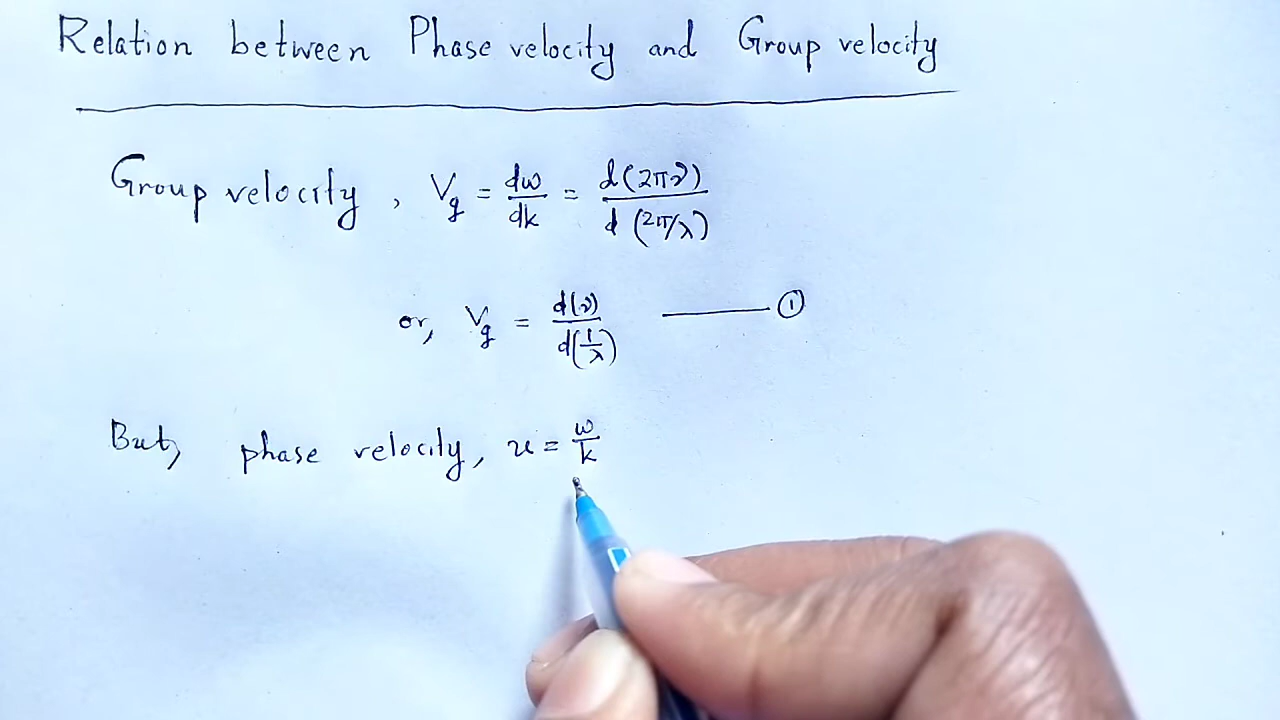 Relation between Phase velocity and Group velocity
Group velocity, Vg = dω/dk = d(2πν)/d(2π/λ)
or, Vg = d(ν)/d(1/λ) ——— ①
But, phase velocity, u = ω/k